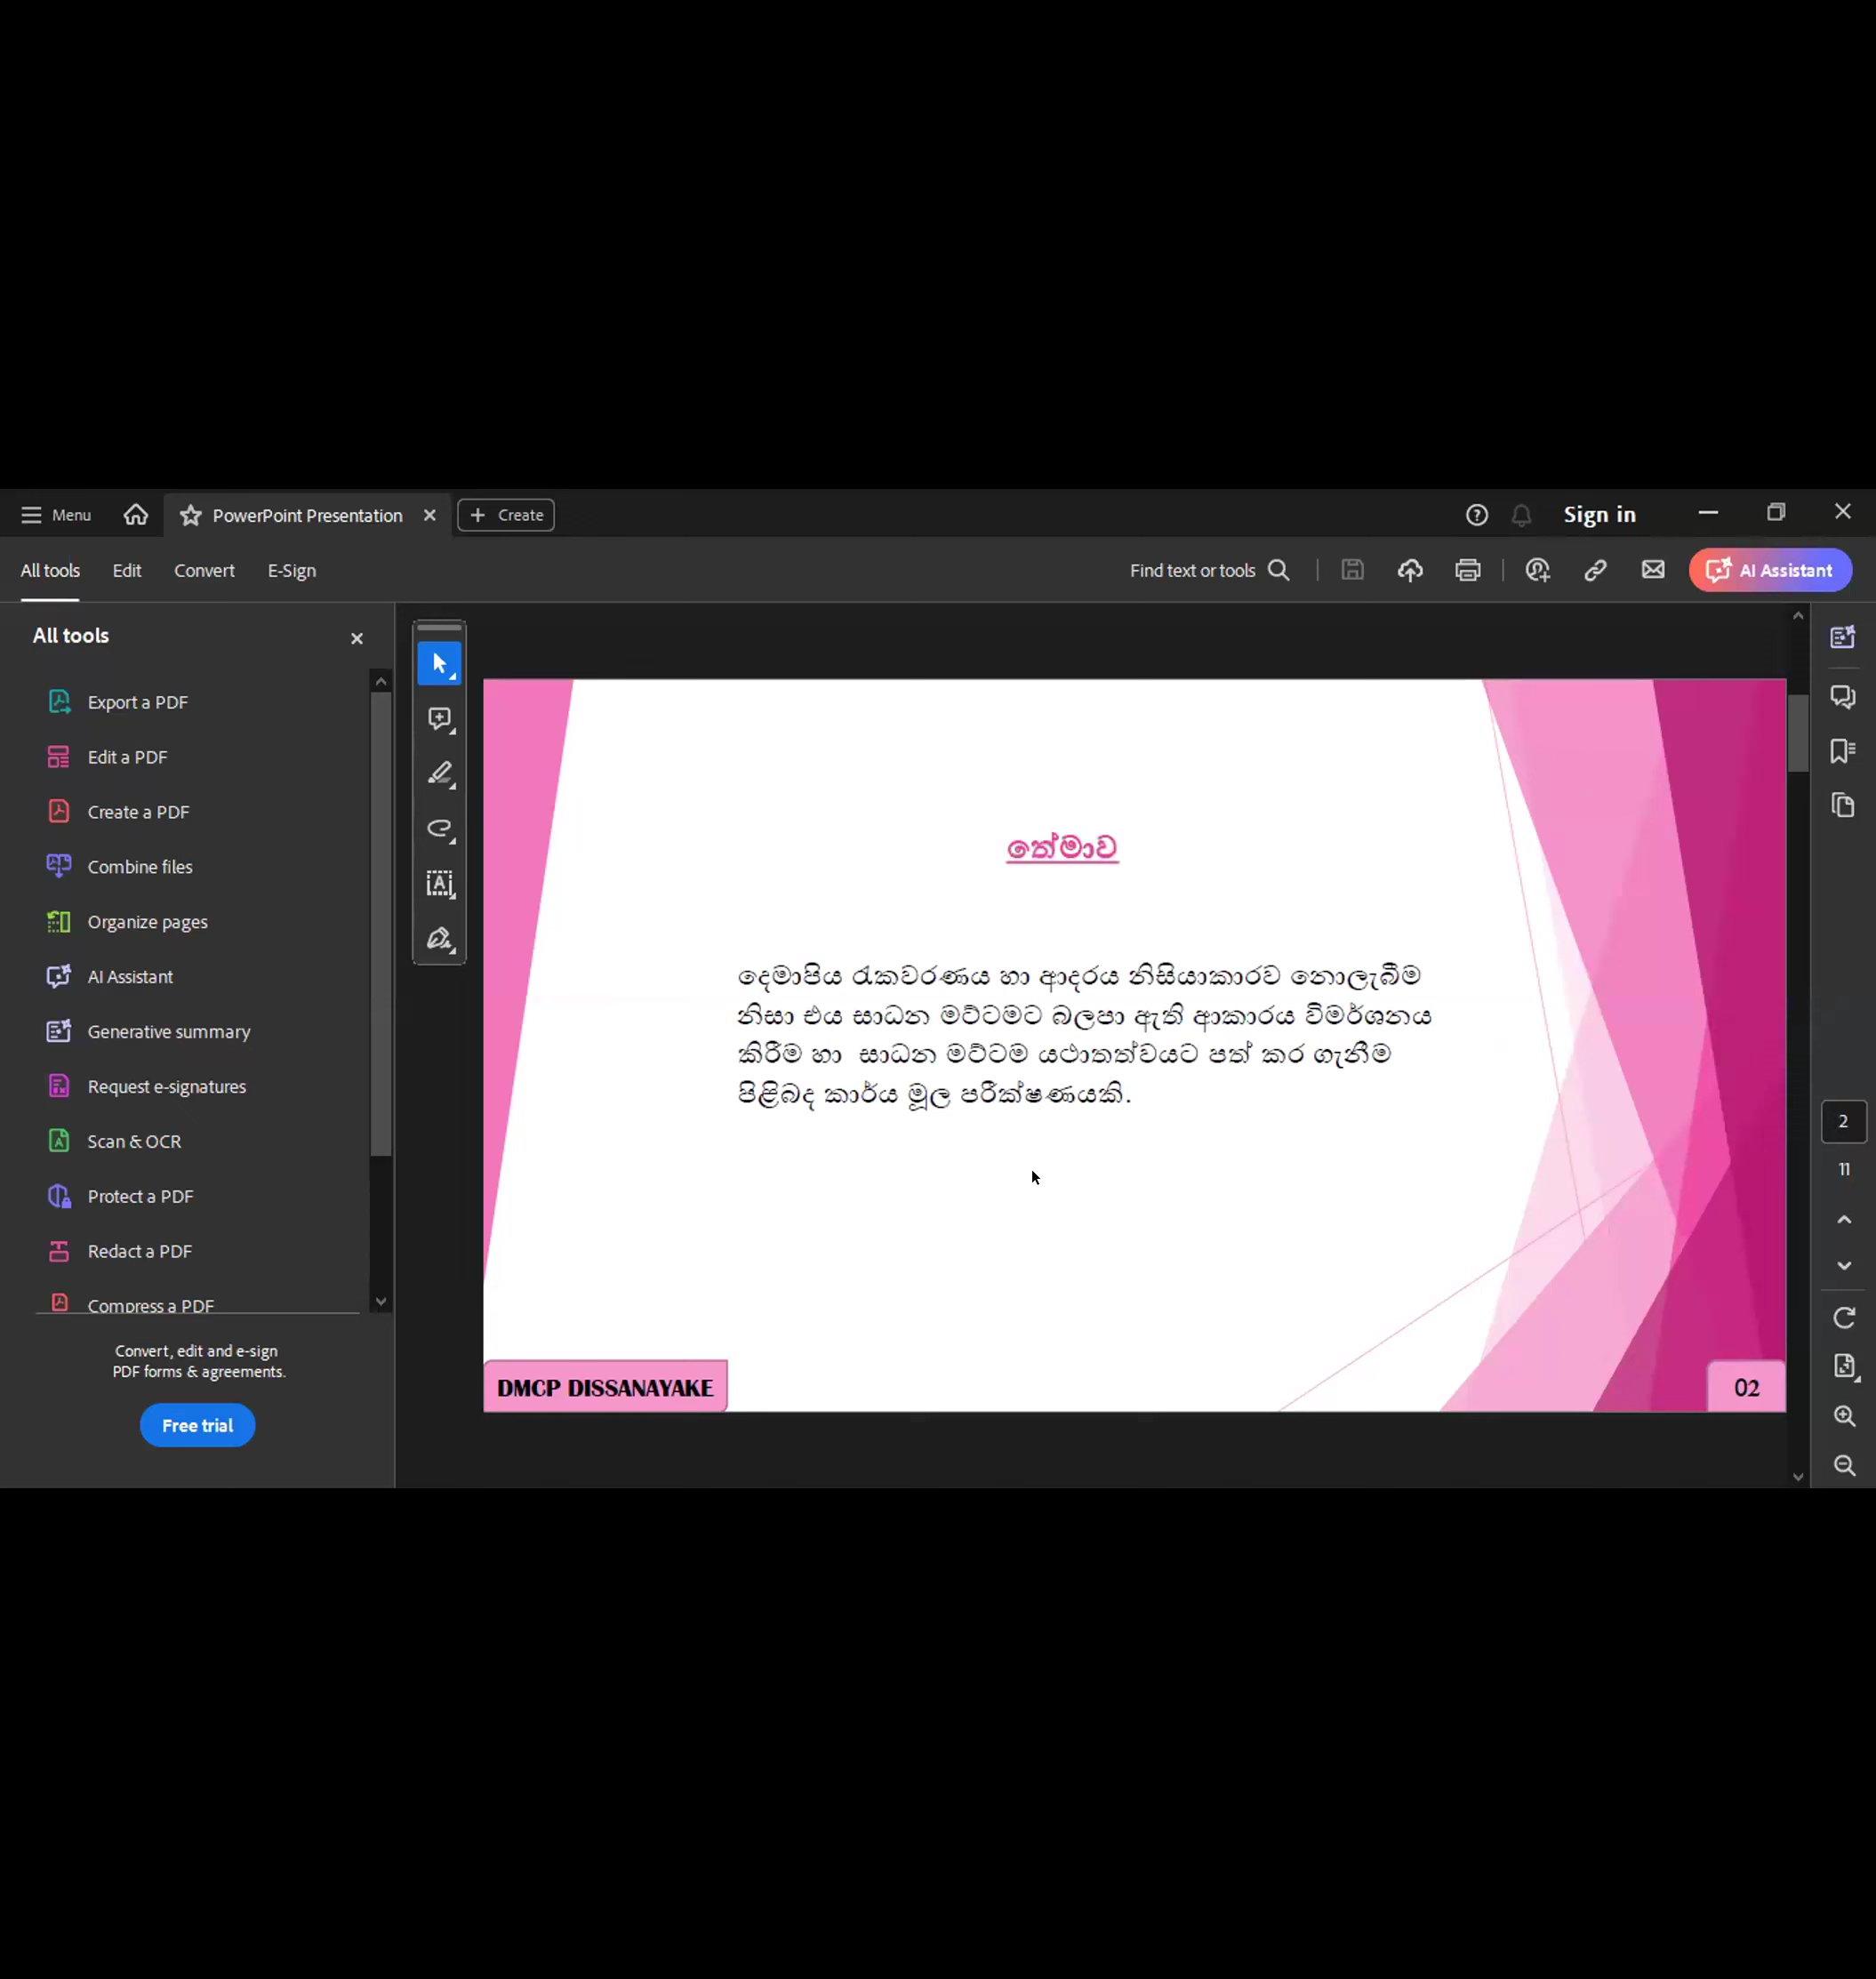 Menu
PowerPoint Presentation
Create
Sign in
All tools
Edit
Convert
E-Sign
Find text or tools
AI Assistant
All tools
Export a PDF
Edit a PDF
Create a PDF
Combine files
Organize pages
AI Assistant
Generative summary
Request e-signatures
Scan & OCR
Protect a PDF
Redact a PDF
Compress a PDF
Convert, edit and e-sign
PDF forms & agreements.
Free trial
තේමාව
දෙමාපිය රැකවරණය හා ආදරය නිසියාකාරව නොලැබීම
නිසා එය සාධන මට්ටමට බලපා ඇති ආකාරය විමර්ශනය
කිරීම හා සාධන මට්ටම යථාතත්වයට පත් කර ගැනීම
පිළිබද කාර්ය මූල පරීක්ෂණයකි.
DMCP DISSANAYAKE
02
2
11